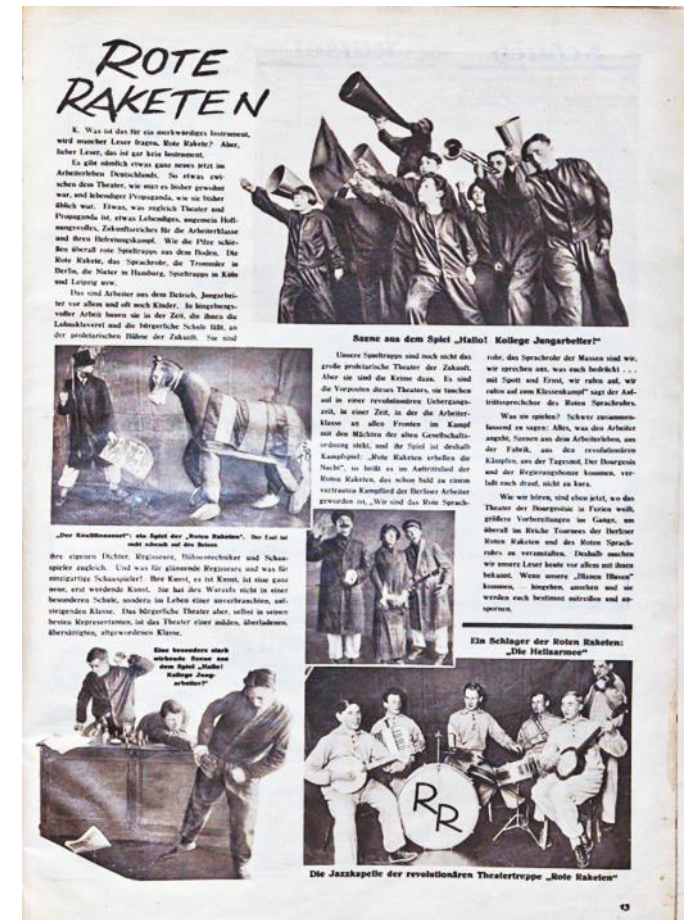 ROTE
RAKETEN
K. Was ist das für ein merkwürdiges Instrument,
wird mancher Leser fragen, Rote Rakete? Aber,
lieber Leser, das ist gar kein Instrument.
Es gibt nämlich etwas ganz neues jetzt im
Arbeiterleben Deutschlands. So etwas zwi-
schen dem Theater, wie man es bisher gewohnt
war, und lebendiger Propaganda, wie sie bisher
üblich war. Etwas, was zugleich Theater und
Propaganda ist, etwas Lebendiges, ungemein Hoff-
nungsvolles, Zukunftsreiches für die Arbeiterklasse
und ihren Befreiungskampf. Wie die Pilze schie-
ßen überall rote Spieltrupps aus dem Boden. Die
Rote Rakete, das Sprachrohr, die Trommler in
Berlin, die Nieter in Hamburg, Spieltrupps in Köln
und Leipzig usw.
Das sind Arbeiter aus dem Betrieb, Jungarbei-
ter vor allem und oft noch Kinder. In hingebungs-
voller Arbeit bauen sie in der Zeit, die ihnen die
Lohnsklaverei und die bürgerliche Schule läßt, an
der proletarischen Bühne der Zukunft. Sie sind
Szene aus dem Spiel „Hallo! Kollege Jungarbeiter!"
„Der Koalitionsesel": ein Spiel der „Roten Raketen". Der Esel ist
recht schwach auf den Beinen
ihre eigenen Dichter, Regisseure, Bühnentechniker und Schau-
spieler zugleich. Und was für glänzende Regisseure und was für
einzigartige Schauspieler! Ihre Kunst, es ist Kunst, ist eine ganz
neue, erst werdende Kunst. Sie hat ihre Wurzeln nicht in einer
besonderen Schule, sondern im Leben einer unverbrauchten, auf-
steigenden Klasse. Das bürgerliche Theater aber, selbst in seinen
besten Repräsentanten, ist das Theater einer müden, überladenen,
übersättigten, altgewordenen Klasse.
Eine besonders stark
wirkende Szene aus
dem Spiel „Hallo!
Kollege Jung-
arbeiter!"
Unsere Spieltrupps sind noch nicht das
große proletarische Theater der Zukunft.
Aber sie sind die Keime dazu. Es sind
die Vorposten dieses Theaters, sie tauchen
auf in einer revolutionären Uebergangs-
zeit, in einer Zeit, in der die Arbeiter-
klasse an allen Fronten im Kampf
mit den Mächten der alten Gesellschafts-
ordnung steht, und ihr Spiel ist deshalb
Kampfspiel: „Rote Raketen erhellen die
Nacht", so heißt es im Auftrittslied der
Roten Raketen, das schon bald zu einem
vertrauten Kampflied der Berliner Arbeiter
geworden ist. „Wir sind das Rote Sprach-
rohr, das Sprachrohr der Massen sind wir,
wir sprechen aus, was euch bedrückt . . .
mit Spott und Ernst, wir rufen auf, wir
rufen auf zum Klassenkampf" sagt der Auf-
trittssprechchor des Roten Sprachrohrs.
Was sie spielen? Schwer zusammen-
fassend zu sagen: Alles, was den Arbeiter
angeht, Szenen aus dem Arbeiterleben, aus
der Fabrik, aus den revolutionären
Kämpfen, aus der Tagesnot. Der Bourgeois
und der Regierungsbonze kommen, ver-
laßt euch drauf, nicht zu kurz.
Wie wir hören, sind eben jetzt, wo das
Theater der Bourgeoisie in Ferien weilt,
größere Vorbereitungen im Gange, um
überall im Reiche Tournees der Berliner
Roten Raketen und des Roten Sprach-
rohrs zu veranstalten. Deshalb machen
wir unsere Leser heute vor allem mit ihnen
bekannt. Wenn unsere „Blauen Blusen"
kommen, — hingehen, ansehen und sie
werden euch bestimmt mitreißen und an-
spornen.
Ein Schlager der Roten Raketen:
„Die Heilsarmee"
RR
Die Jazzkapelle der revolutionären Theatertruppe „Rote Raketen"
13